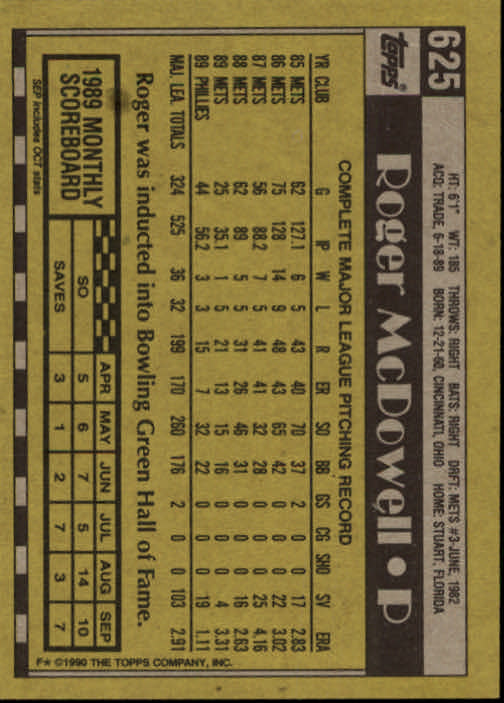 625
Topps®
HT: 6'1" WT: 185 THROWS: RIGHT BATS: RIGHT DRFT: METS #3-JUNE, 1982
ACQ: TRADE, 6-18-89 BORN: 12-21-60, CINCINNATI, OHIO HOME: STUART, FLORIDA
Roger McDowell • P
COMPLETE MAJOR LEAGUE PITCHING RECORD
YR CLUB G IP W L R ER SO BB GS CG SHO SV ERA
85 METS 62 127.1 6 5 43 40 70 37 2 0 0 17 2.83
86 METS 75 128 14 9 48 43 65 42 0 0 0 22 3.02
87 METS 56 88.2 7 5 41 41 32 28 0 0 0 25 4.16
88 METS 62 89 5 5 31 26 46 31 0 0 0 16 2.63
89 METS 25 35.1 1 5 21 13 15 16 0 0 0 4 3.31
89 PHILLIES 44 56.2 3 3 15 7 32 22 0 0 0 19 1.11
MAJ. LEA. TOTALS 324 525 36 32 199 170 260 176 2 0 0 103 2.91
Roger was inducted into Bowling Green Hall of Fame.
1989 MONTHLY SCOREBOARD
APR MAY JUN JUL AUG SEP
SO 5 6 7 5 14 10
SAVES 3 1 2 7 3 7
SEP includes OCT stats
F★ ©1990 THE TOPPS COMPANY, INC.